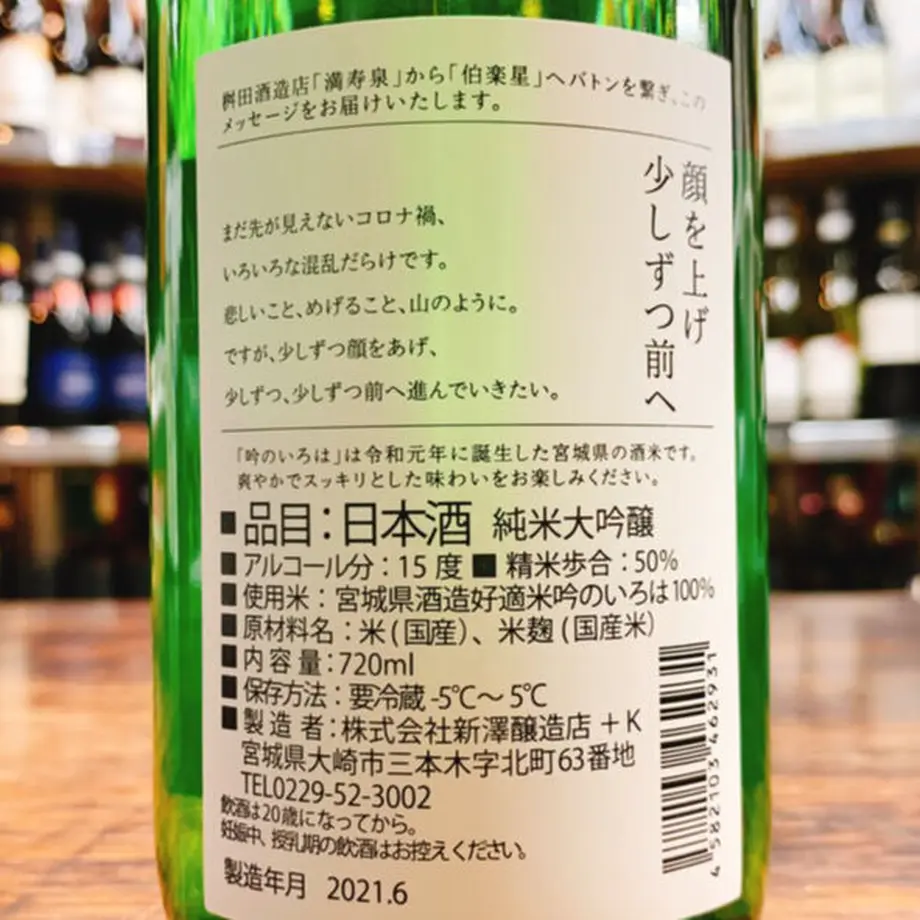 桝田酒造店「満寿泉」から「伯楽星」へバトンを繋ぎ、この
メッセージをお届けいたします。
顔を上げ
少しずつ前へ
まだ先が見えないコロナ禍、
いろいろな混乱だらけです。
悲しいこと、めげること、山のように。
ですが、少しずつ顔をあげ、
少しずつ、少しずつ前へ進んでいきたい。
「吟のいろは」は令和元年に誕生した宮城県の酒米です。
爽やかでスッキリとした味わいをお楽しみください。
■品目：日本酒 純米大吟醸
■アルコール分：15度 ■精米歩合：50%
■使用米：宮城県酒造好適米吟のいろは100%
■原材料名：米(国産)、米麹(国産米)
■内容量：720ml
■保存方法：要冷蔵-5℃～5℃
■製造者：株式会社新澤醸造店+K
宮城県大崎市三本木字北町63番地
TEL0229-52-3002
飲酒は20歳になってから。
妊娠中、授乳期の飲酒はお控えください。
製造年月 2021.6
4 582103 462931